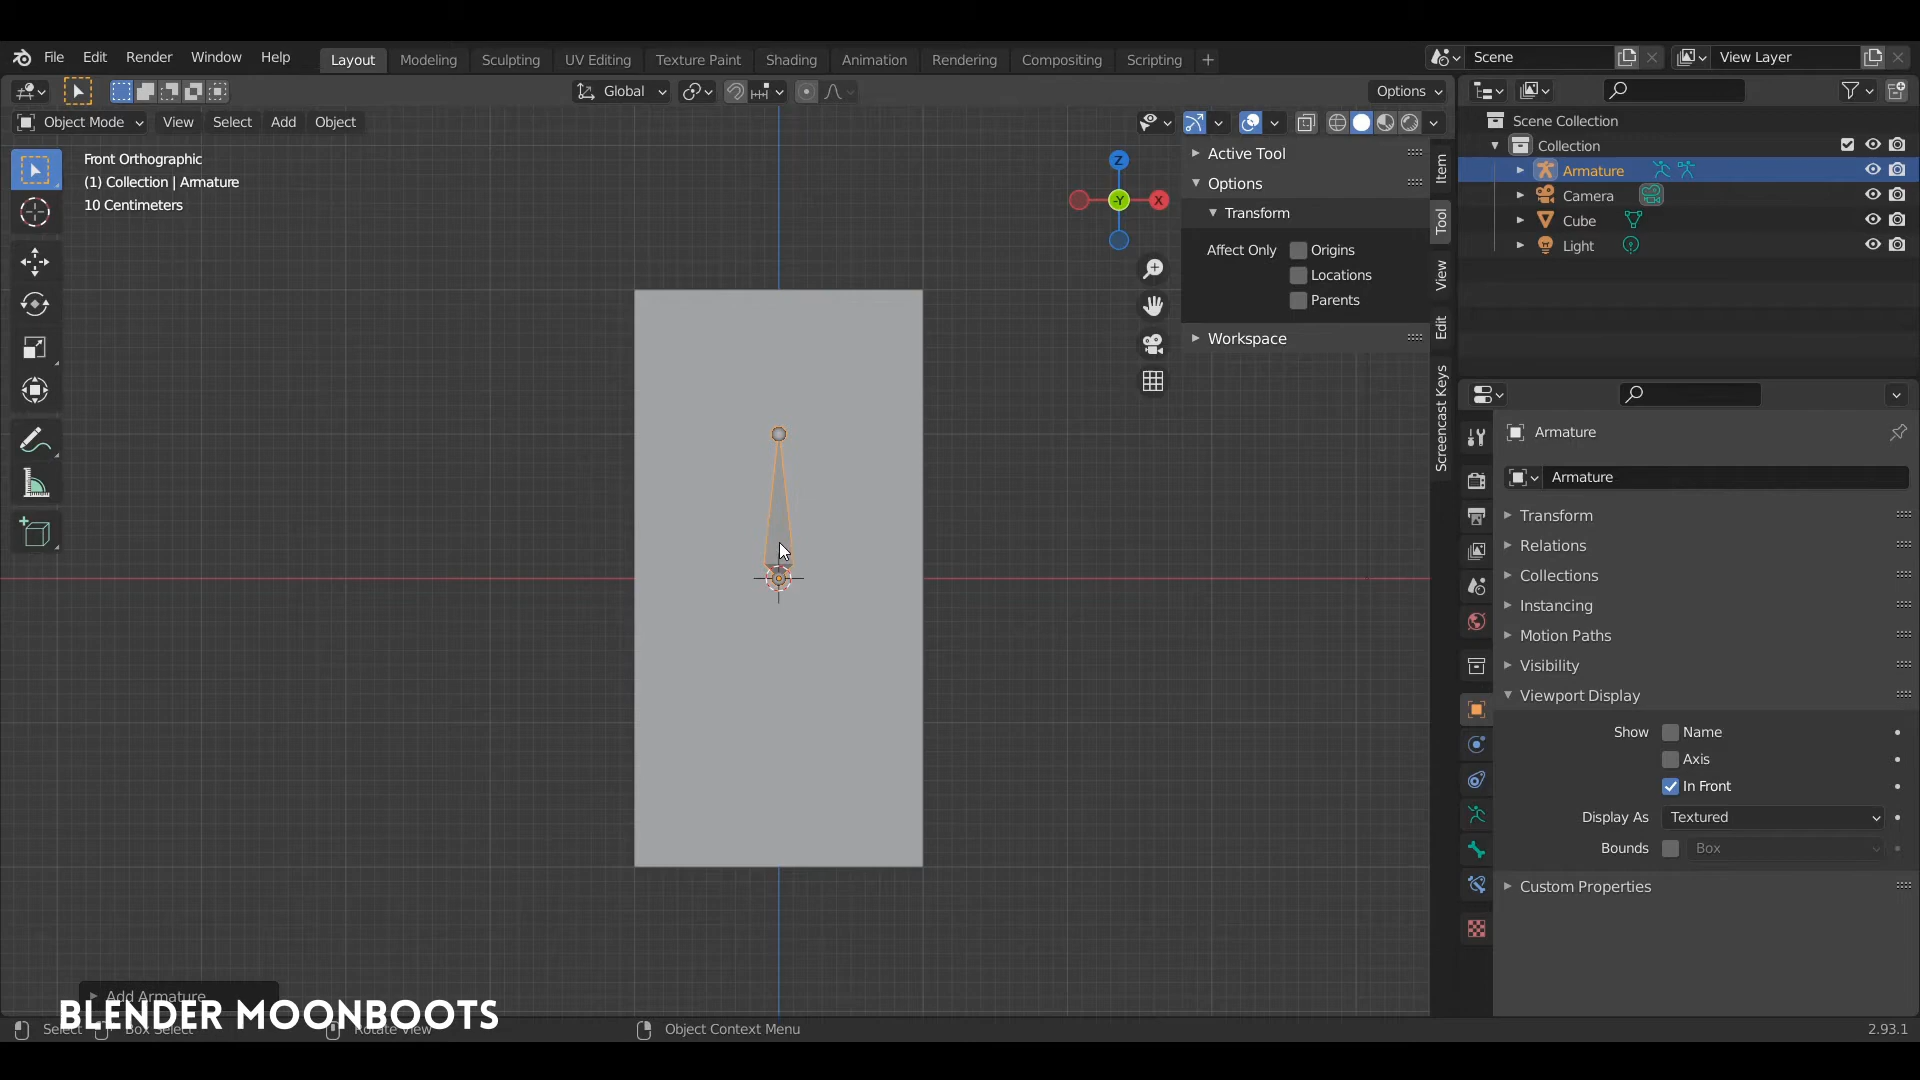 File Edit Render Window Help Layout Modeling Sculpting UV Editing Texture Paint Shading Animation Rendering Compositing Scripting + Scene View Layer
Global Options
Object Mode View Select Add Object
Front Orthographic
(1) Collection | Armature
10 Centimeters
Z
-Y
X
Active Tool
Options
Transform
Affect Only Origins
Locations
Parents
Workspace
Item
Tool
View
Edit
Screencast Keys
Scene Collection
Collection
Armature
Camera
Cube
Light
Armature
Armature
Transform
Relations
Collections
Instancing
Motion Paths
Visibility
Viewport Display
Show Name
Axis
In Front
Display As Textured
Bounds Box
Custom Properties
Add Armature
BLENDER MOONBOOTS
Select Box Select Rotate View Object Context Menu 2.93.1